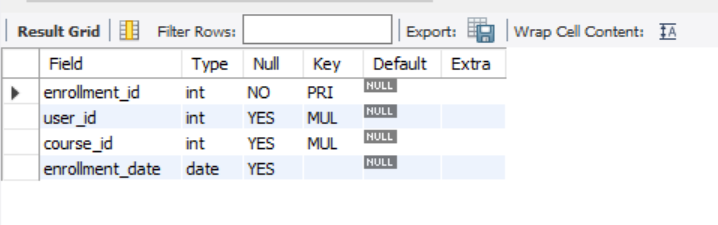 Result Grid Filter Rows: Export: Wrap Cell Content: IA
Field Type Null Key Default Extra
enrollment_id int NO PRI NULL
user_id int YES MUL NULL
course_id int YES MUL NULL
enrollment_date date YES NULL